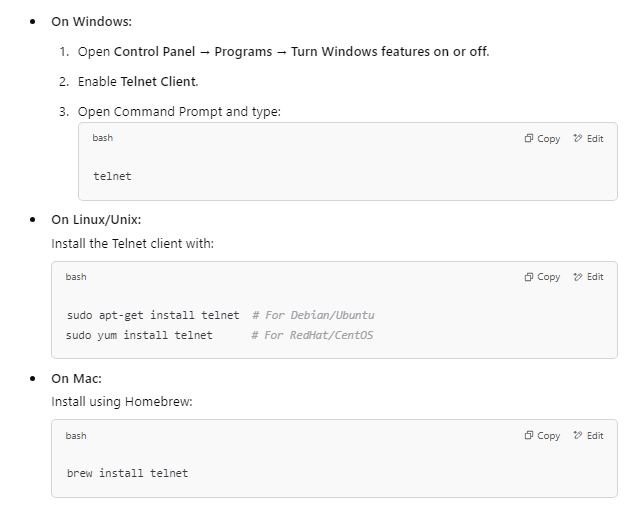 • On Windows:
1. Open Control Panel → Programs → Turn Windows features on or off.
2. Enable Telnet Client.
3. Open Command Prompt and type:
bash Copy Edit
telnet
• On Linux/Unix:
Install the Telnet client with:
bash Copy Edit
sudo apt-get install telnet # For Debian/Ubuntu
sudo yum install telnet # For RedHat/CentOS
• On Mac:
Install using Homebrew:
bash Copy Edit
brew install telnet